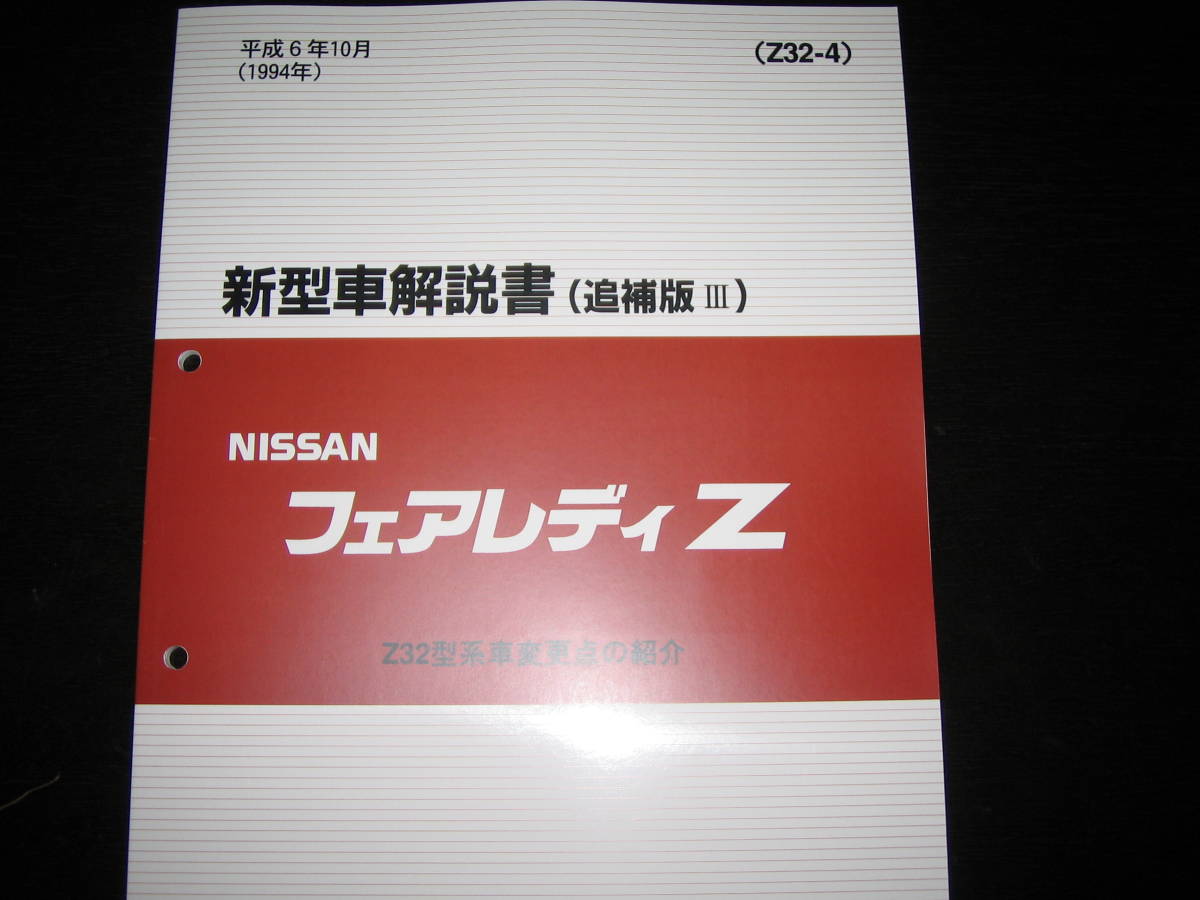 平成6年10月
(1994年)
(Z32-4)
新型車解説書(追補版Ⅲ)
NISSAN
フェアレディZ
Z32型系車変更点の紹介